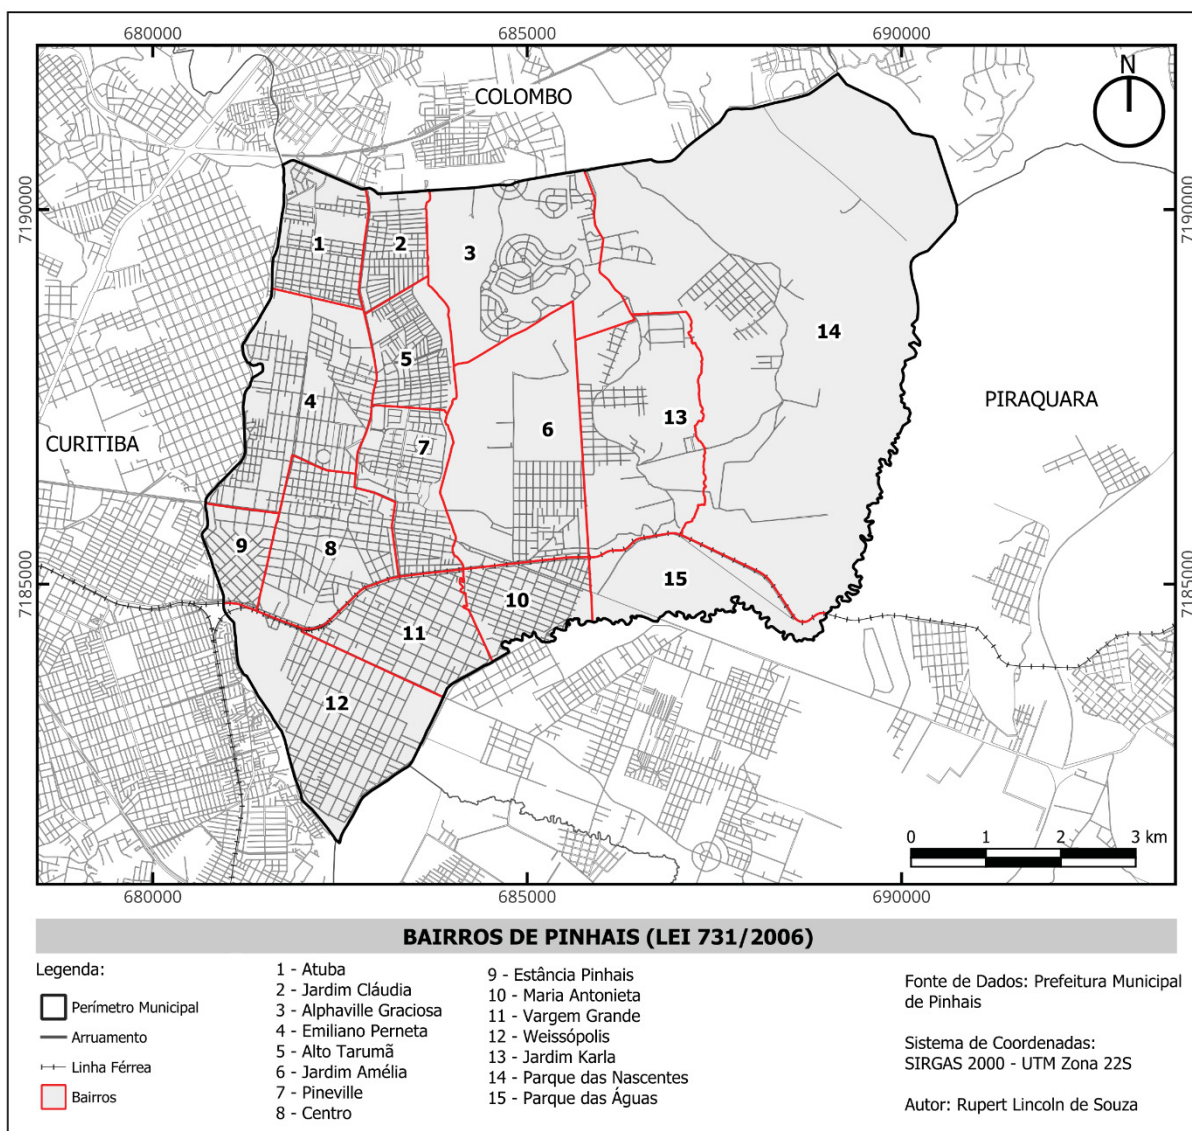 680000
685000
690000
N
COLOMBO
7190000
7190000
1
2
3
14
5
4
13
6
7
PIRAQUARA
CURITIBA
9
8
15
10
7185000
7185000
11
12
0
1
2
3 km
680000
685000
690000
BAIRROS DE PINHAIS (LEI 731/2006)
Legenda:
Perímetro Municipal
Arruamento
Linha Férrea
Bairros
1 - Atuba
2 - Jardim Cláudia
3 - Alphaville Graciosa
4 - Emiliano Perneta
5 - Alto Tarumã
6 - Jardim Amélia
7 - Pineville
8 - Centro
9 - Estância Pinhais
10 - Maria Antonieta
11 - Vargem Grande
12 - Weissópolis
13 - Jardim Karla
14 - Parque das Nascentes
15 - Parque das Águas
Fonte de Dados: Prefeitura Municipal
de Pinhais
Sistema de Coordenadas:
SIRGAS 2000 - UTM Zona 22S
Autor: Rupert Lincoln de Souza